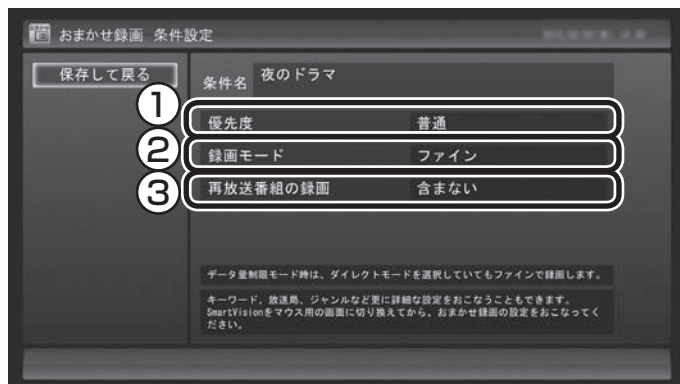 おまかせ録画 条件設定
保存して戻る
条件名 夜のドラマ
① 優先度 普通
② 録画モード ファイン
③ 再放送番組の録画 含まない
データ量制限モード時は、ダイレクトモードを選択していてもファインで録画します。
キーワード、放送局、ジャンルなど更に詳細な設定をおこなうこともできます。
SmartVisionをマウス用の画面に切り換えてから、おまかせ録画の設定をおこなってく
ださい。